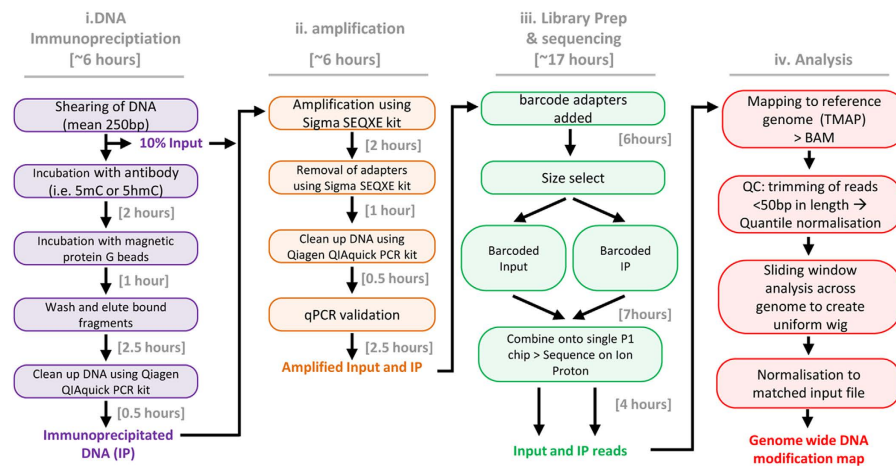 i.DNA
Immunopreciptiation
[~6 hours]
Shearing of DNA
(mean 250bp)
10% Input
Incubation with antibody
(i.e. 5mC or 5hmC)
[2 hours]
Incubation with magnetic
protein G beads
[1 hour]
Wash and elute bound
fragments
[2.5 hours]
Clean up DNA using Qiagen
QIAquick PCR kit
[0.5 hours]
Immunoprecipitated
DNA (IP)
ii. amplification
[~6 hours]
Amplification using
Sigma SEQXE kit
[2 hours]
Removal of adapters
using Sigma SEQXE kit
[1 hour]
Clean up DNA using
Qiagen QIAquick PCR kit
[0.5 hours]
qPCR validation
[2.5 hours]
Amplified Input and IP
iii. Library Prep
& sequencing
[~17 hours]
barcode adapters
added
[6hours]
Size select
Barcoded
Input
Barcoded
IP
[7hours]
Combine onto single P1
chip > Sequence on Ion
Proton
[4 hours]
Input and IP reads
iv. Analysis
Mapping to reference
genome (TMAP)
> BAM
QC: trimming of reads
<50bp in length →
Quantile normalisation
Sliding window
analysis across
genome to create
uniform wig
Normalisation to
matched input file
Genome wide DNA
modification map